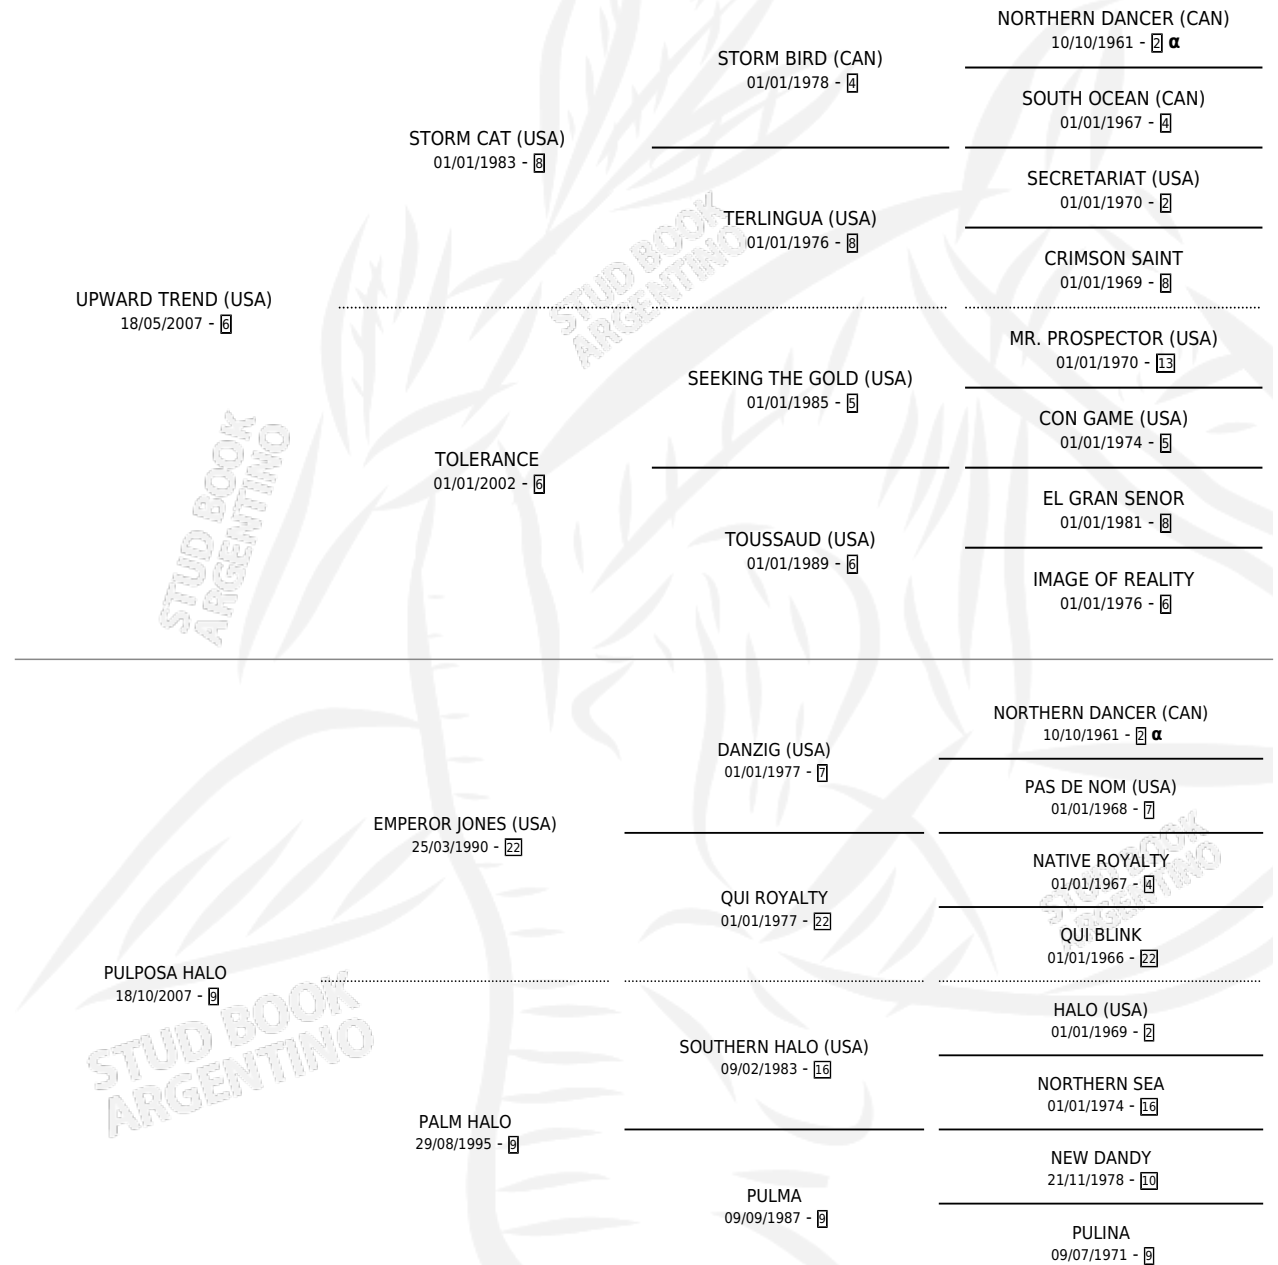 NORTHERN DANCER (CAN)
10/10/1961 - 2 α
STORM BIRD (CAN)
01/01/1978 - 4
SOUTH OCEAN (CAN)
01/01/1967 - 4
STORM CAT (USA)
01/01/1983 - 8
SECRETARIAT (USA)
01/01/1970 - 2
TERLINGUA (USA)
01/01/1976 - 8
CRIMSON SAINT
01/01/1969 - 8
UPWARD TREND (USA)
18/05/2007 - 6
MR. PROSPECTOR (USA)
01/01/1970 - 13
SEEKING THE GOLD (USA)
01/01/1985 - 5
CON GAME (USA)
01/01/1974 - 5
TOLERANCE
01/01/2002 - 6
EL GRAN SENOR
01/01/1981 - 8
TOUSSAUD (USA)
01/01/1989 - 6
IMAGE OF REALITY
01/01/1976 - 6
NORTHERN DANCER (CAN)
10/10/1961 - 2 α
DANZIG (USA)
01/01/1977 - 7
PAS DE NOM (USA)
01/01/1968 - 7
EMPEROR JONES (USA)
25/03/1990 - 22
NATIVE ROYALTY
01/01/1967 - 4
QUI ROYALTY
01/01/1977 - 22
QUI BLINK
01/01/1966 - 22
PULPOSA HALO
18/10/2007 - 9
HALO (USA)
01/01/1969 - 2
SOUTHERN HALO (USA)
09/02/1983 - 16
NORTHERN SEA
01/01/1974 - 16
PALM HALO
29/08/1995 - 9
NEW DANDY
21/11/1978 - 10
PULMA
09/09/1987 - 9
PULINA
09/07/1971 - 9
STUD BOOK
ARGENTINO
STUD BOOK
ARGENTINO
STUD BOOK
ARGENTINO
STUD BOOK
ARGENTINO